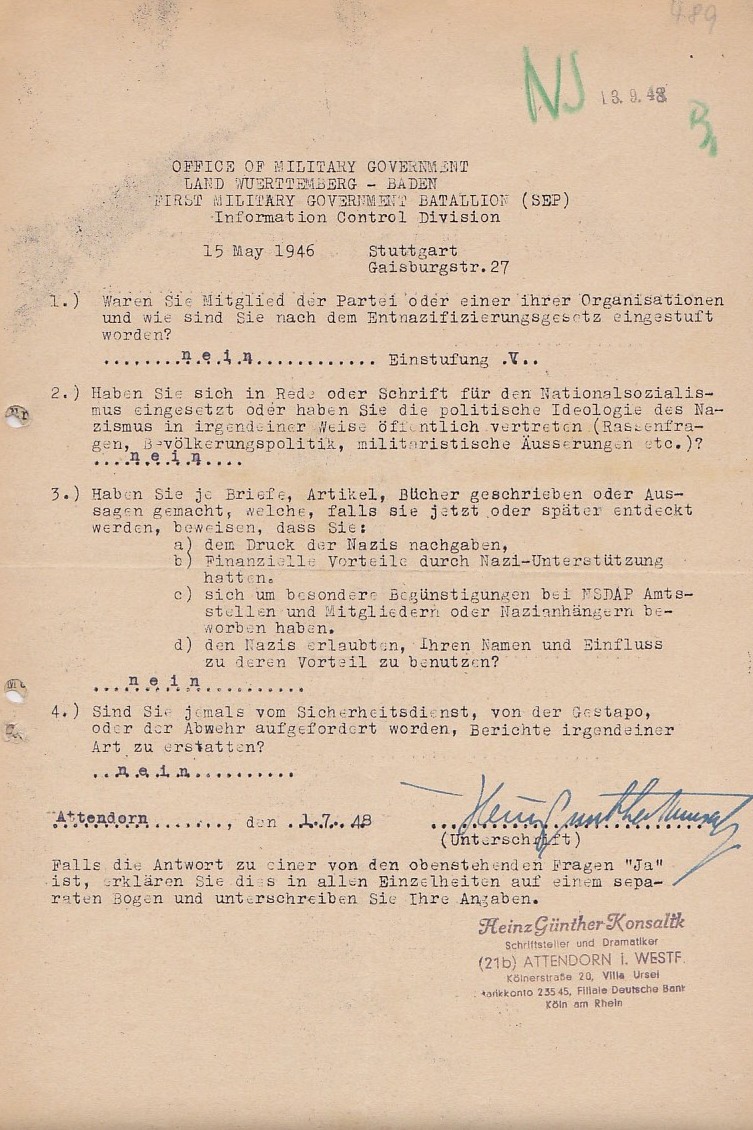 489
NS 13.9.48
OFFICE OF MILITARY GOVERNMENT
LAND WUERTTEMBERG - BADEN
FIRST MILITARY GOVERNMENT BATALLION (SEP)
Information Control Division
15 May 1946 Stuttgart
Gaisburgstr.27
1.) Waren Sie Mitglied der Partei oder einer ihrer Organisationen
und wie sind Sie nach dem Entnazifizierungsgesetz eingestuft
worden?
........nein............ Einstufung .V..
2.) Haben Sie sich in Rede oder Schrift für den Nationalsozialis-
mus eingesetzt oder haben Sie die politische Ideologie des Na-
zismus in irgendeiner Weise öffentlich vertreten (Rassenfra-
gen, Bevölkerungspolitik, militaristische Äusserungen etc.)?
....nein....
3.) Haben Sie je Briefe, Artikel, Bücher geschrieben oder Aus-
sagen gemacht, welche, falls sie jetzt oder später entdeckt
werden, beweisen, dass Sie:
a) dem Druck der Nazis nachgaben,
b) Finanzielle Vorteile durch Nazi-Unterstützung
hatten.
c) sich um besondere Begünstigungen bei NSDAP Amts-
stellen und Mitgliedern oder Nazianhängern be-
worben haben.
d) den Nazis erlaubten, Ihren Namen und Einfluss
zu deren Vorteil zu benutzen?
....nein...........
4.) Sind Sie jemals vom Sicherheitsdienst, von der Gestapo,
oder der Abwehr aufgefordert worden, Berichte irgendeiner
Art zu erstatten?
...nein...........
Attendorn......., den .1.7.48
Heinz Günther Konsalik
(Unterschrift)
Falls die Antwort zu einer von den obenstehenden Fragen "Ja"
ist, erklären Sie dies in allen Einzelheiten auf einem sepa-
raten Bogen und unterschreiben Sie Ihre Angaben.
Heinz Günther-Konsalik
Schriftsteller und Dramatiker
(21b) ATTENDORN i. WESTF.
Kölnerstraße 20, Villa Ursel
Bankkonto 23545, Filiale Deutsche Bank
Köln am Rhein